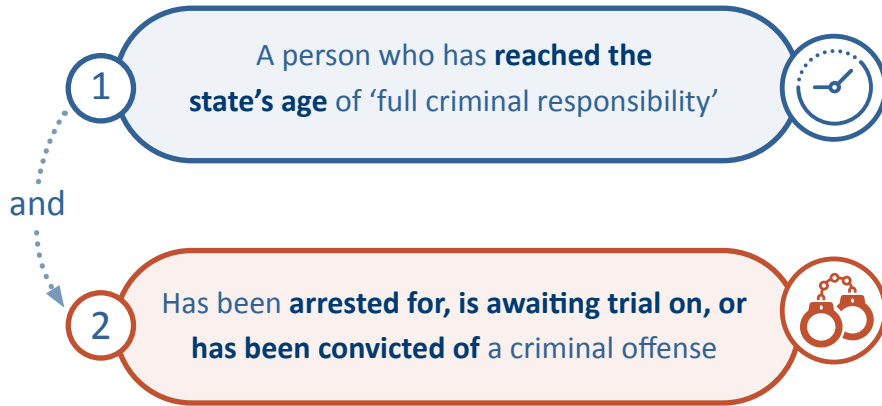 1
A person who has reached the
state’s age of ‘full criminal responsibility’
and
2
Has been arrested for, is awaiting trial on, or
has been convicted of a criminal offense